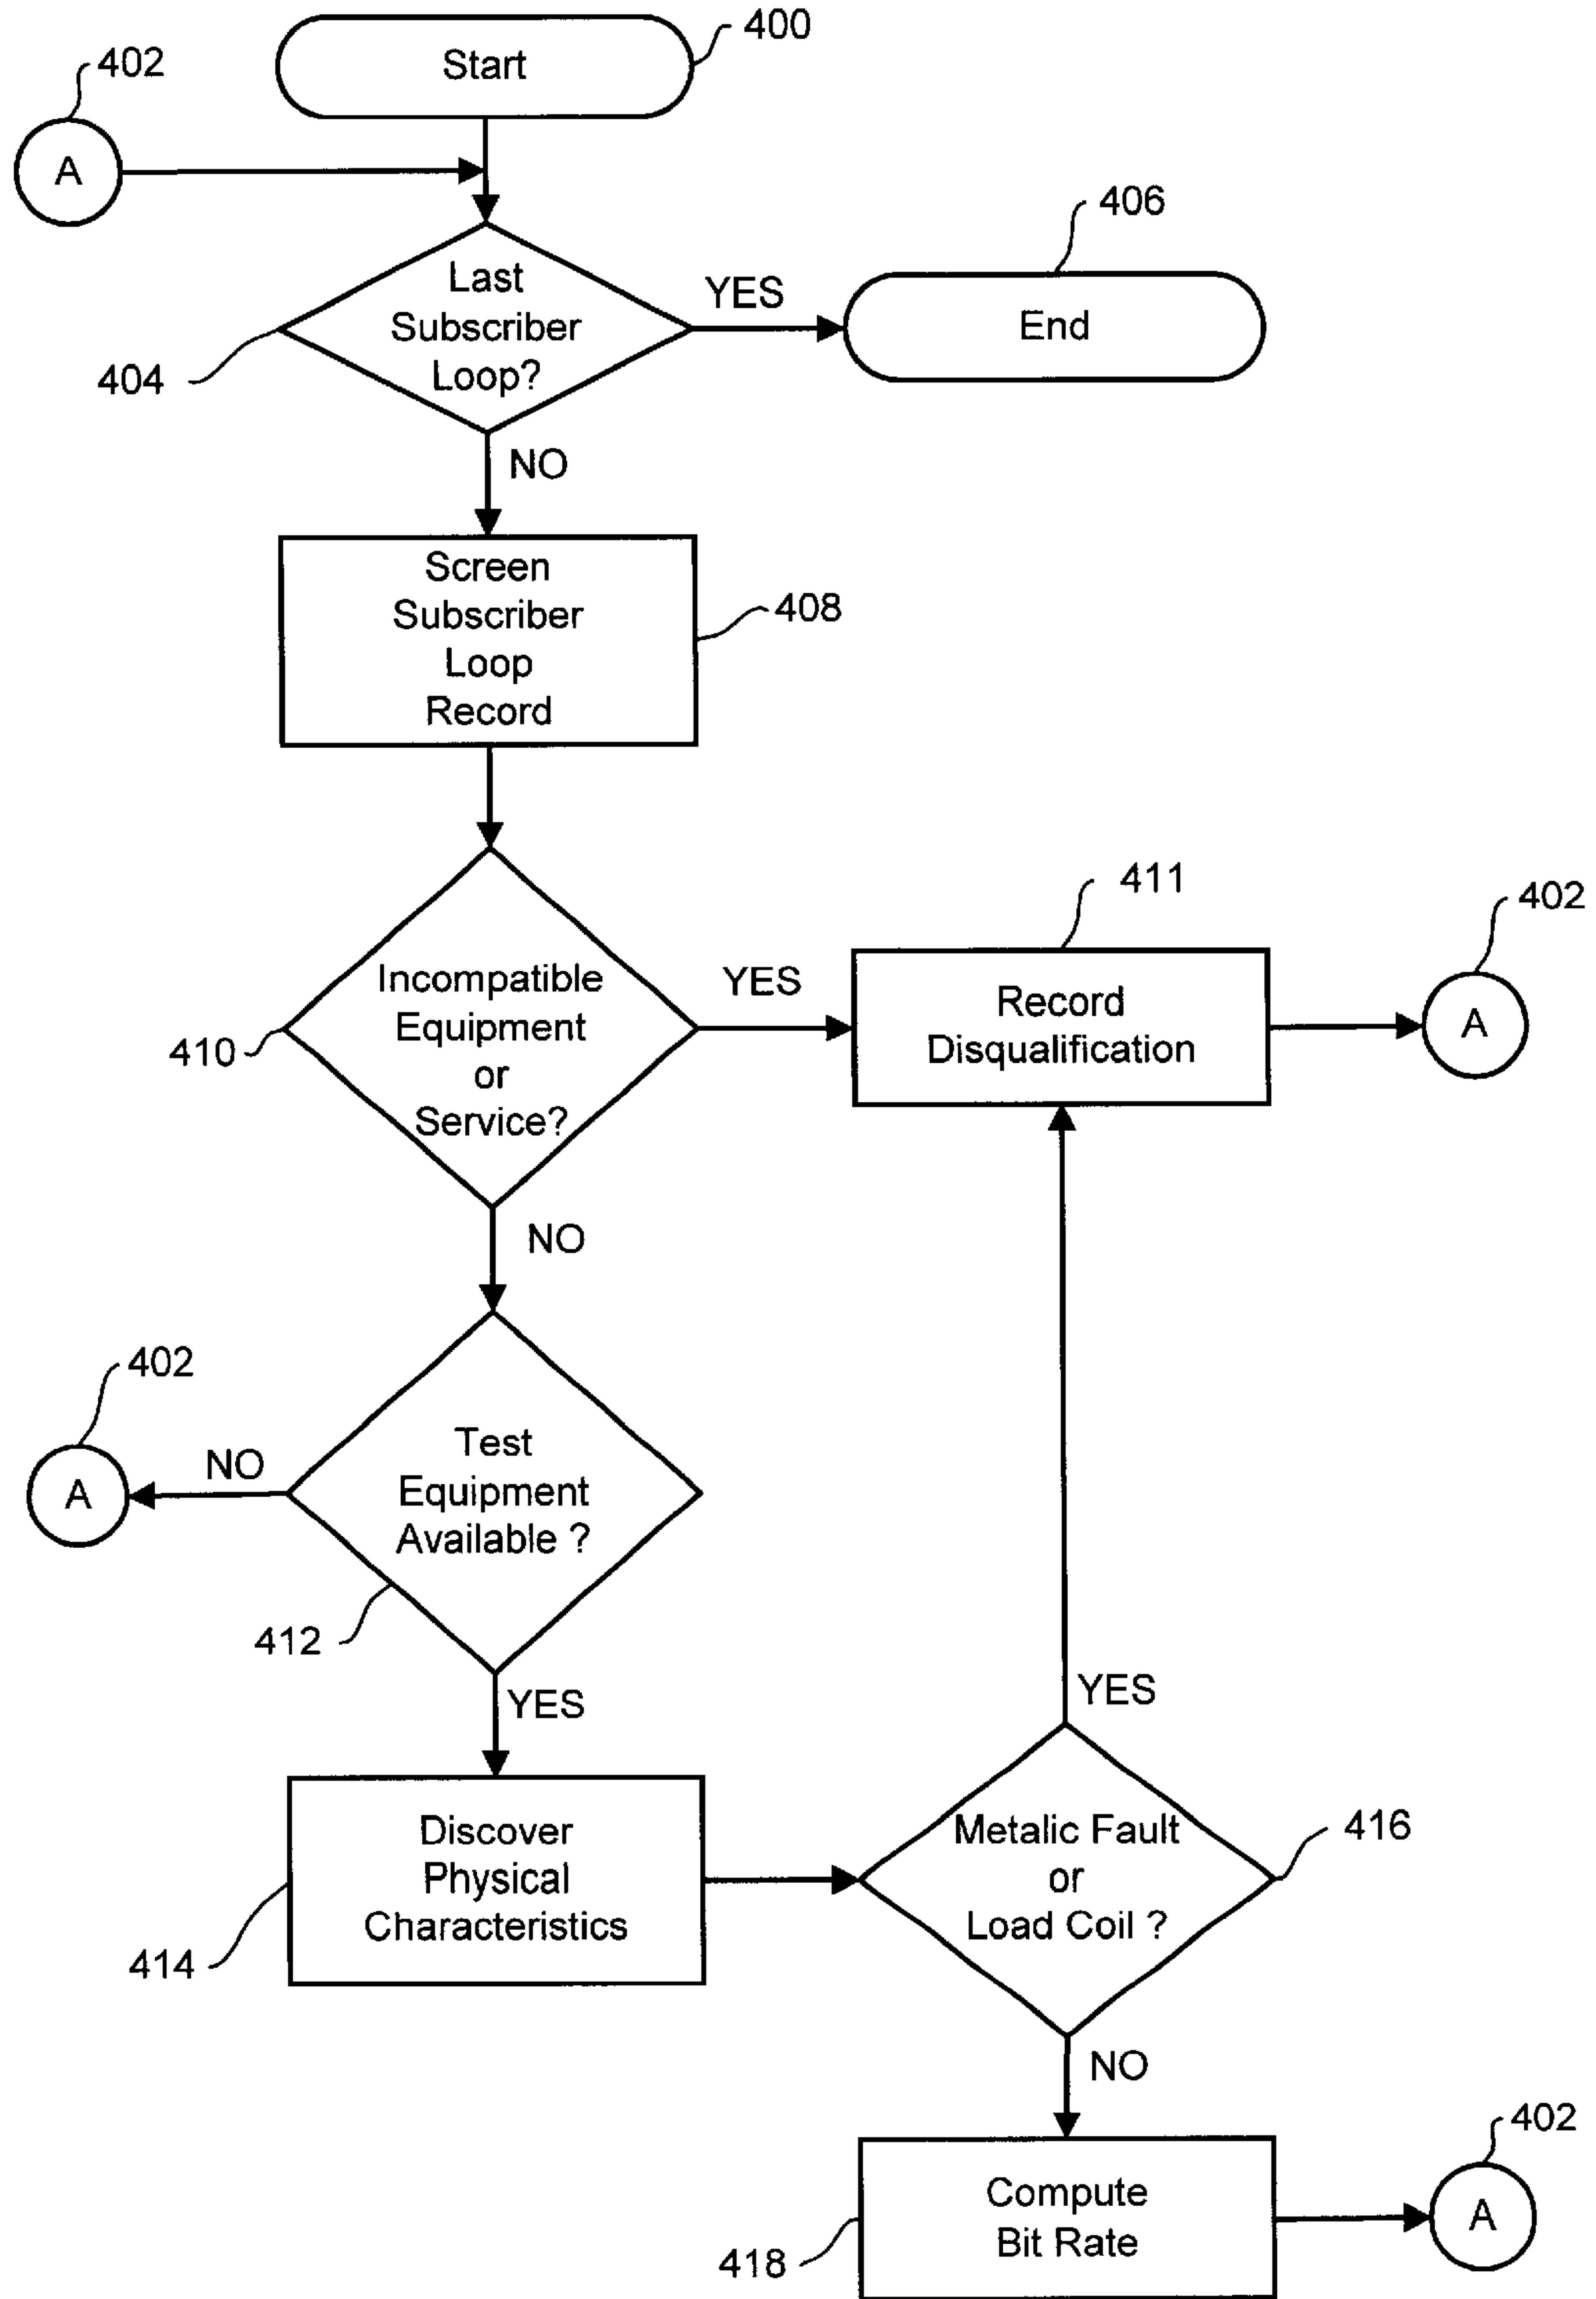 400
Start
402
A
406
Last
Subscriber
Loop?
YES
End
404
NO
Screen
Subscriber
Loop
Record
408
411
402
Incompatible
Equipment
or
Service?
YES
Record
Disqualification
A
410
NO
402
Test
Equipment
Available ?
NO
A
412
YES
YES
Discover
Physical
Characteristics
Metalic Fault
or
Load Coil ?
416
414
NO
402
Compute
Bit Rate
A
418